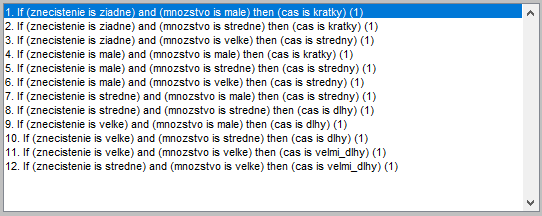 1. If (znecistenie is ziadne) and (mnozstvo is male) then (cas is kratky) (1)
2. If (znecistenie is ziadne) and (mnozstvo is stredne) then (cas is kratky) (1)
3. If (znecistenie is ziadne) and (mnozstvo is velke) then (cas is stredny) (1)
4. If (znecistenie is male) and (mnozstvo is male) then (cas is kratky) (1)
5. If (znecistenie is male) and (mnozstvo is stredne) then (cas is stredny) (1)
6. If (znecistenie is male) and (mnozstvo is velke) then (cas is stredny) (1)
7. If (znecistenie is stredne) and (mnozstvo is male) then (cas is stredny) (1)
8. If (znecistenie is stredne) and (mnozstvo is stredne) then (cas is dlhy) (1)
9. If (znecistenie is velke) and (mnozstvo is male) then (cas is dlhy) (1)
10. If (znecistenie is velke) and (mnozstvo is stredne) then (cas is dlhy) (1)
11. If (znecistenie is velke) and (mnozstvo is velke) then (cas is velmi_dlhy) (1)
12. If (znecistenie is stredne) and (mnozstvo is velke) then (cas is velmi_dlhy) (1)